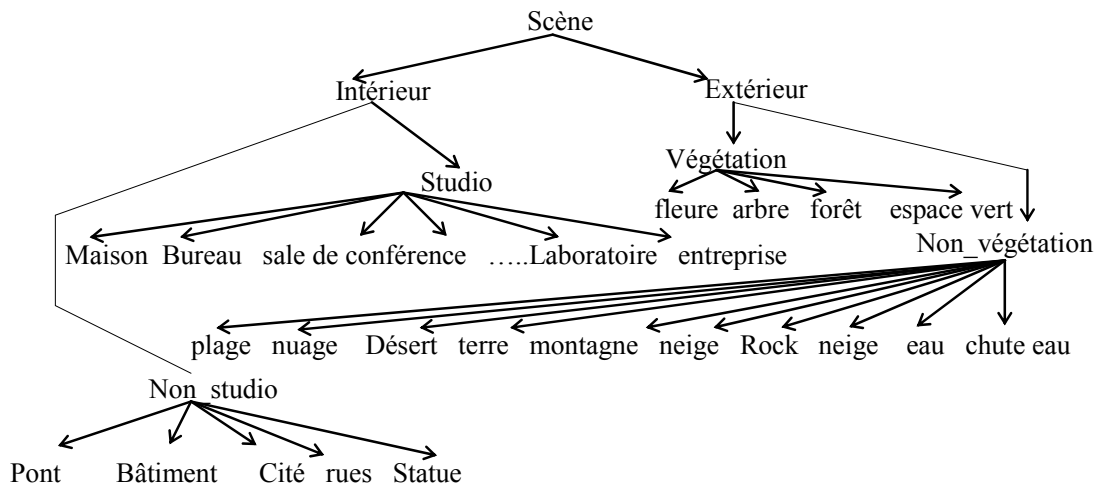 Scène
Intérieur Extérieur
Végétation
Studio
fleure arbre forêt espace vert
Maison Bureau sale de conférence …..Laboratoire entreprise Non_végétation
plage nuage Désert terre montagne neige Rock neige eau chute eau
Non_studio
Pont Bâtiment Cité rues Statue